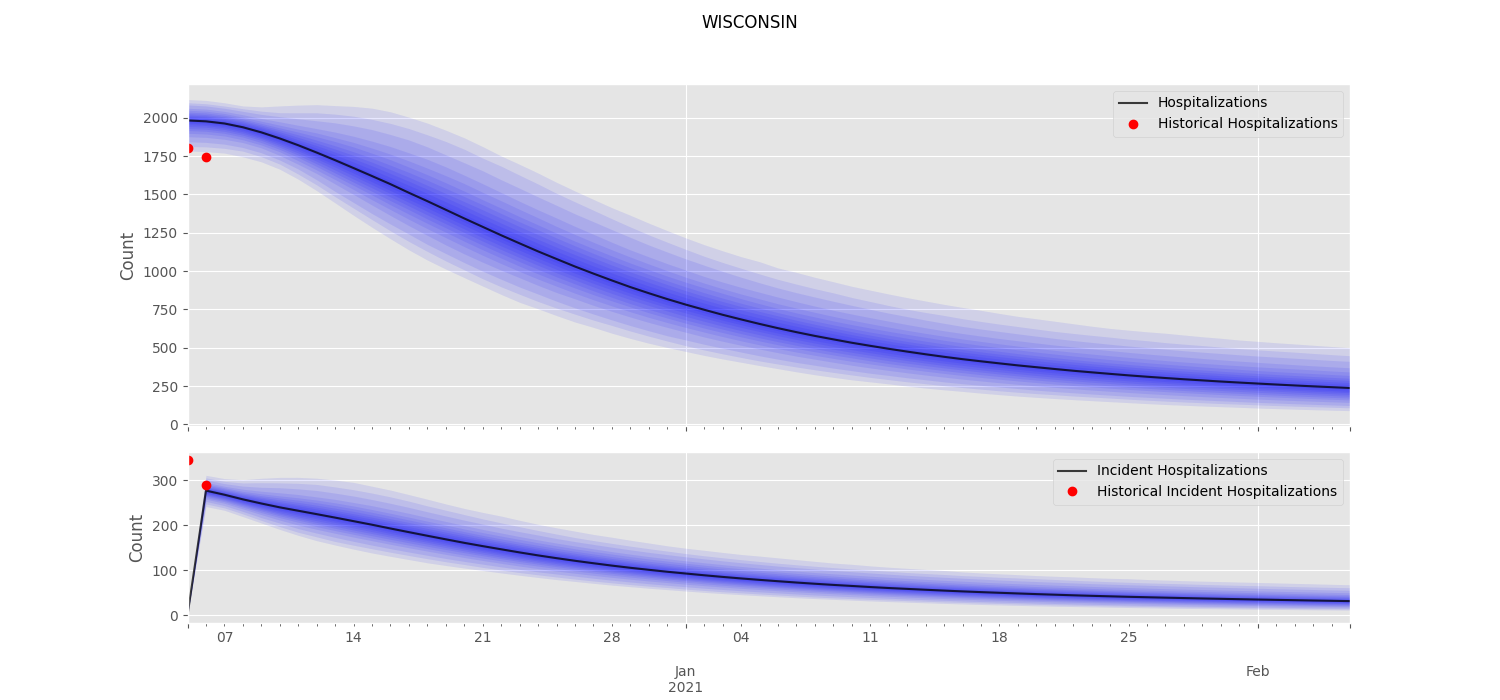 WISCONSIN
Hospitalizations
Historical Hospitalizations
Count
2000
1750
1500
1250
1000
750
500
250
0
Incident Hospitalizations
Historical Incident Hospitalizations
Count
300
200
100
0
07 14 21 28 04 11 18 25
Jan Feb
2021